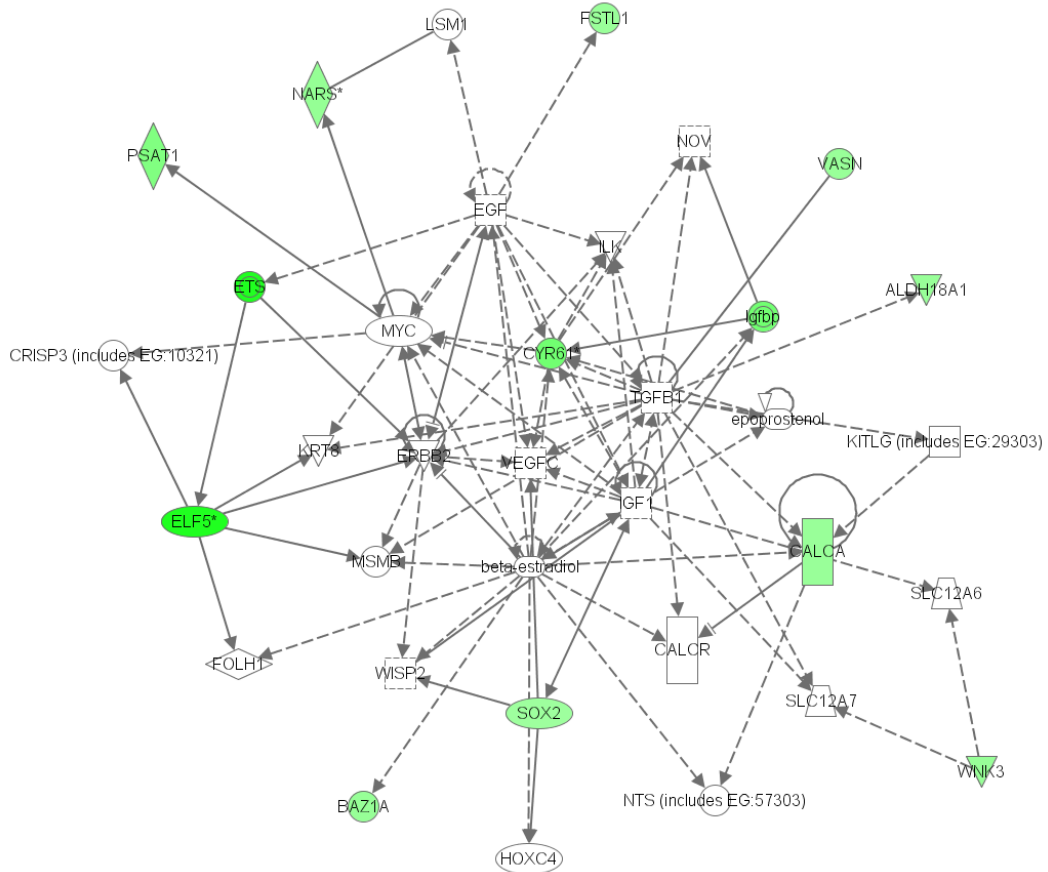 LSM1
FSTL1
NARS*
PSAT1
NOV
VASN
EGF
ILK
ETS
ALDH18A1
Igfbp
MYC
CRISP3 (includes EG:10321)
CYR61*
TGFB1
epoprostenol
KITLG (includes EG:29303)
KRT8
ERBB2
VEGFC
IGF1
ELF5*
MSMB
beta-estradiol
CALCA
SLC12A6
FOLH1
WISP2
CALCR
SLC12A7
SOX2
WNK3
BAZ1A
NTS (includes EG:57303)
HOXC4